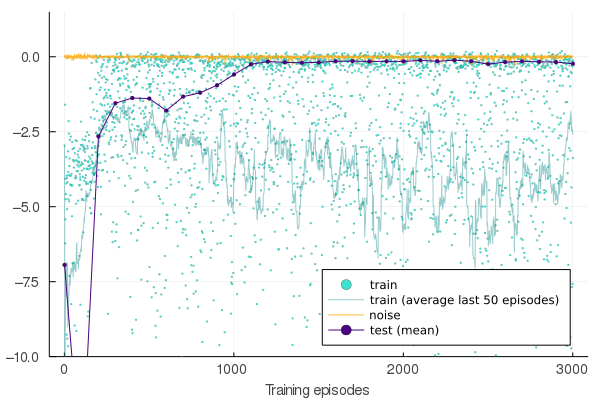 0.0
−2.5
−5.0
−7.5
−10.0
train
train (average last 50 episodes)
noise
test (mean)
0
1000
2000
3000
Training episodes